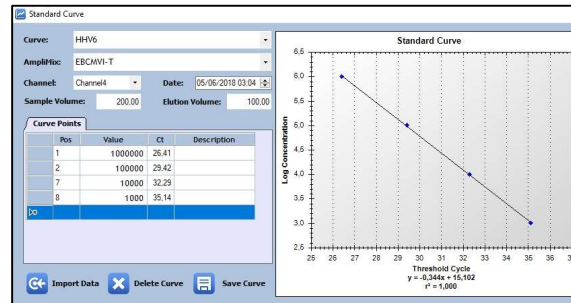 Standard Curve
Curve: HHV6
AmpliMix: EBCMVI-T
Channel: Channel4 Date: 05/06/2018 03:04
Sample Volume: 200.00 Elution Volume: 100.00
Curve Points
Pos Value Ct Description
1 1000000 26,41
2 100000 29,42
7 10000 32,29
8 1000 35,14
Import Data Delete Curve Save Curve
Standard Curve
Log Concentration
6,5
6,0
5,5
5,0
4,5
4,0
3,5
3,0
2,5
25 26 27 28 29 30 31 32 33 34 35 36
Threshold Cycle
y = -0,344x + 15,102
r² = 1,000